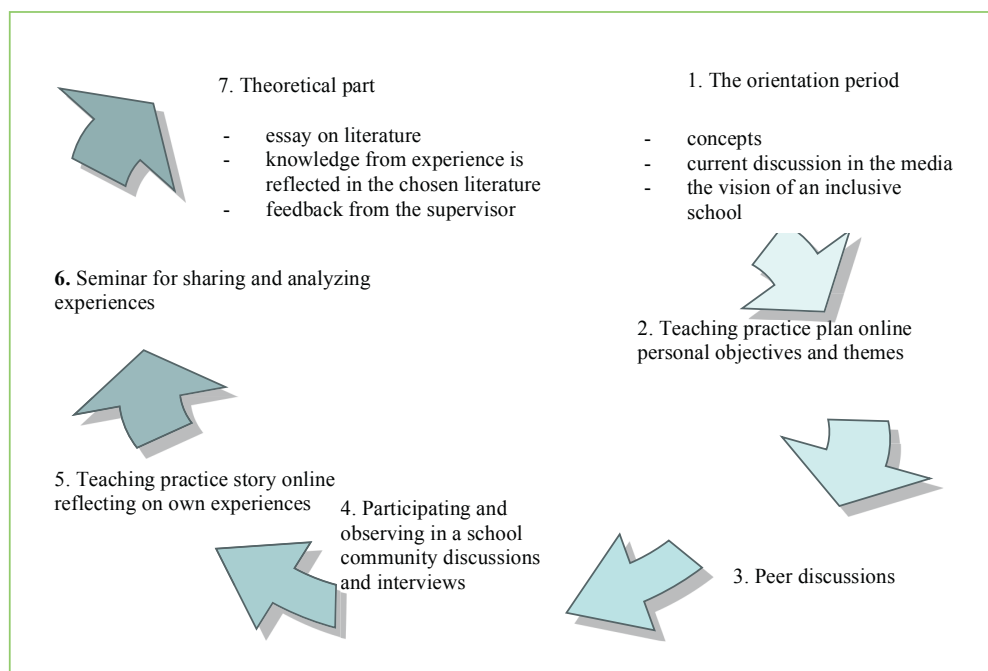 1. The orientation period
- concepts
- current discussion in the media
- the vision of an inclusive
school
2. Teaching practice plan online
personal objectives and themes
3. Peer discussions
4. Participating and
observing in a school
community discussions
and interviews
5. Teaching practice story online
reflecting on own experiences
6. Seminar for sharing and analyzing
experiences
7. Theoretical part
- essay on literature
- knowledge from experience is
reflected in the chosen literature
- feedback from the supervisor